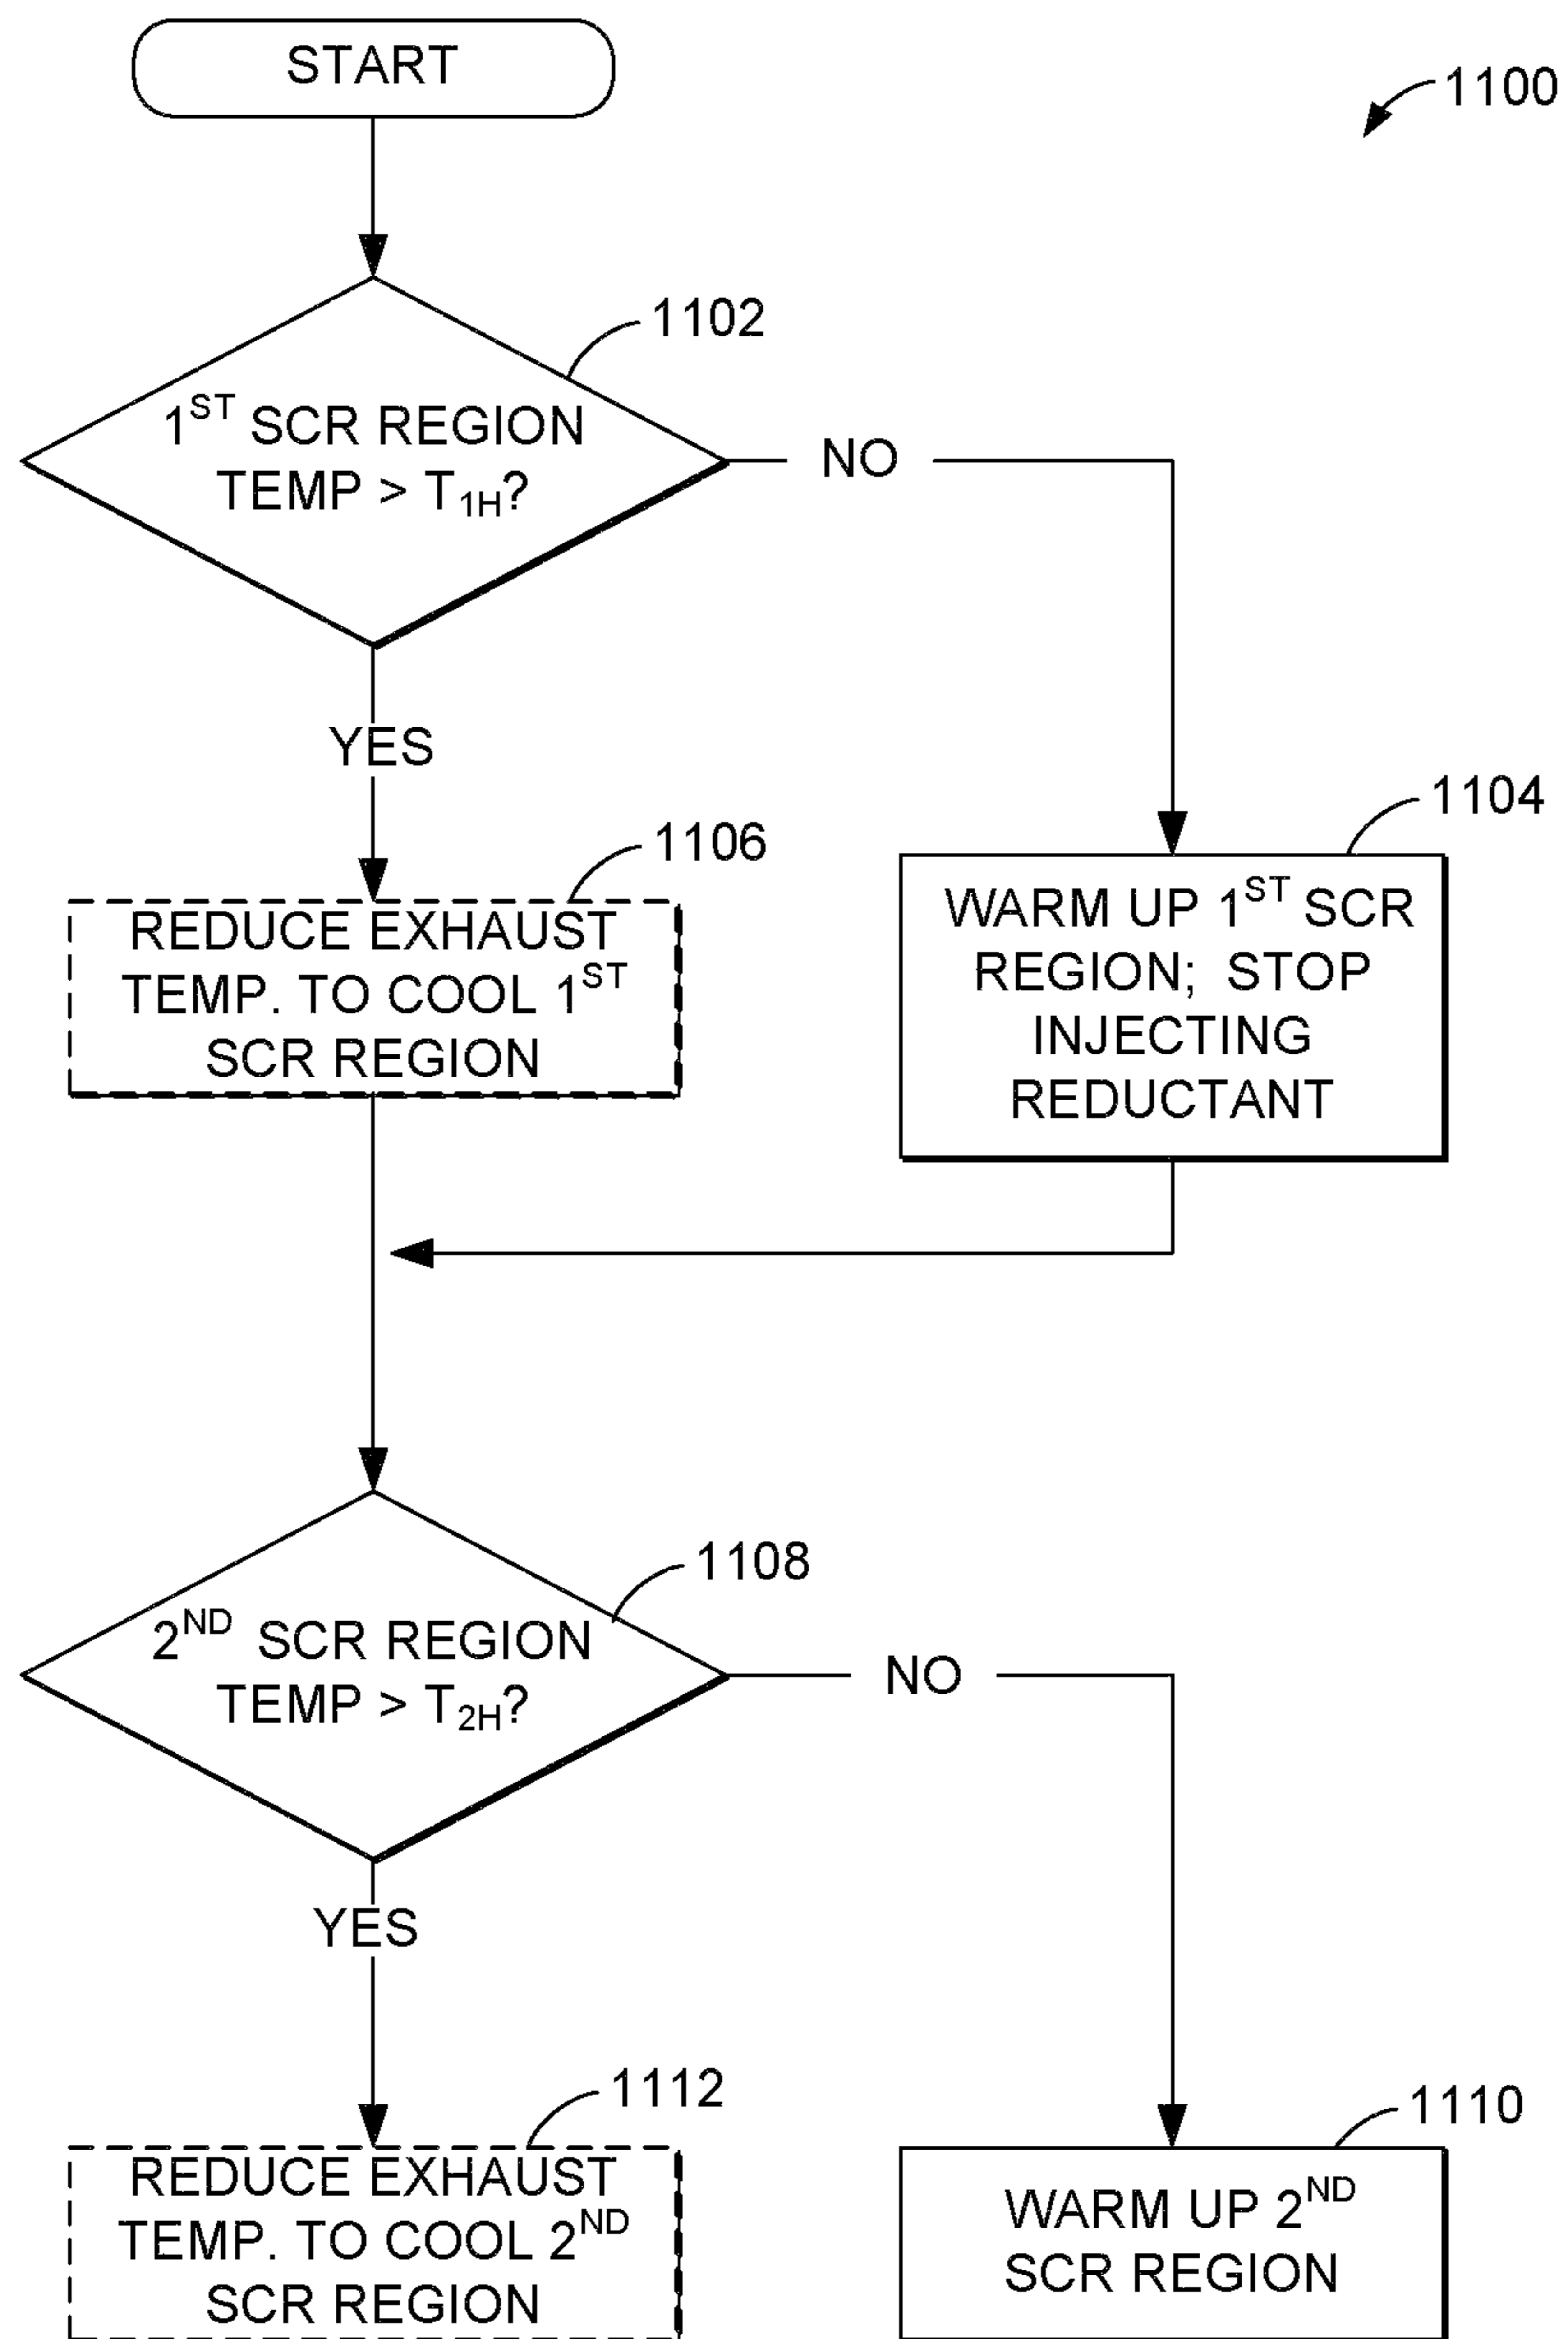 START
1100
1102
1ST SCR REGION
TEMP > T1H?
NO
YES
1104
1106
REDUCE EXHAUST
TEMP. TO COOL 1ST
SCR REGION
WARM UP 1ST SCR
REGION; STOP
INJECTING
REDUCTANT
1108
2ND SCR REGION
TEMP > T2H?
NO
YES
1112
1110
REDUCE EXHAUST
TEMP. TO COOL 2ND
SCR REGION
WARM UP 2ND
SCR REGION